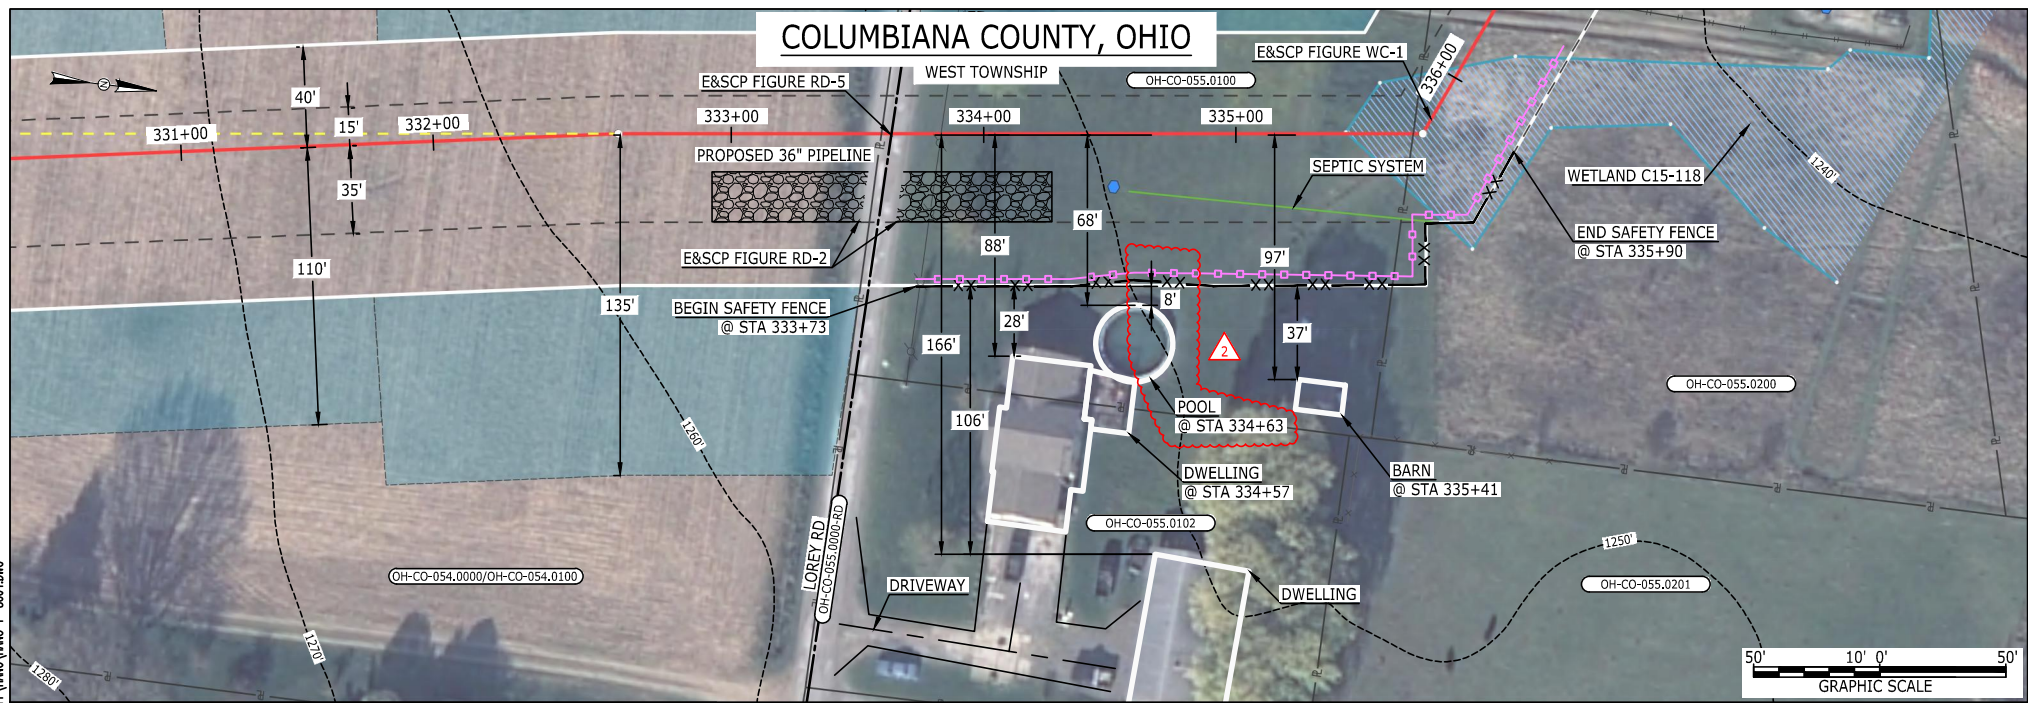 COLUMBIANA COUNTY, OHIO
WEST TOWNSHIP
E&SCP FIGURE RD-5
OH-CO-055.0100
E&SCP FIGURE WC-1
336+00
N
40'
15'
331+00
332+00
333+00
334+00
335+00
PROPOSED 36" PIPELINE
35'
SEPTIC SYSTEM
WETLAND C15-118
1240'
68'
88'
97'
END SAFETY FENCE
@ STA 335+90
E&SCP FIGURE RD-2
110'
135'
BEGIN SAFETY FENCE
@ STA 333+73
8'
28'
166'
37'
2
OH-CO-055.0200
106'
POOL
@ STA 334+63
1260'
DWELLING
@ STA 334+57
BARN
@ STA 335+41
OH-CO-055.0102
LOREY RD
OH-CO-055.0000-RD
1250'
OH-CO-054.0000/OH-CO-054.0100
DRIVEWAY
DWELLING
OH-CO-055.0201
1270'
1280'
50' 10' 0' 50'
GRAPHIC SCALE